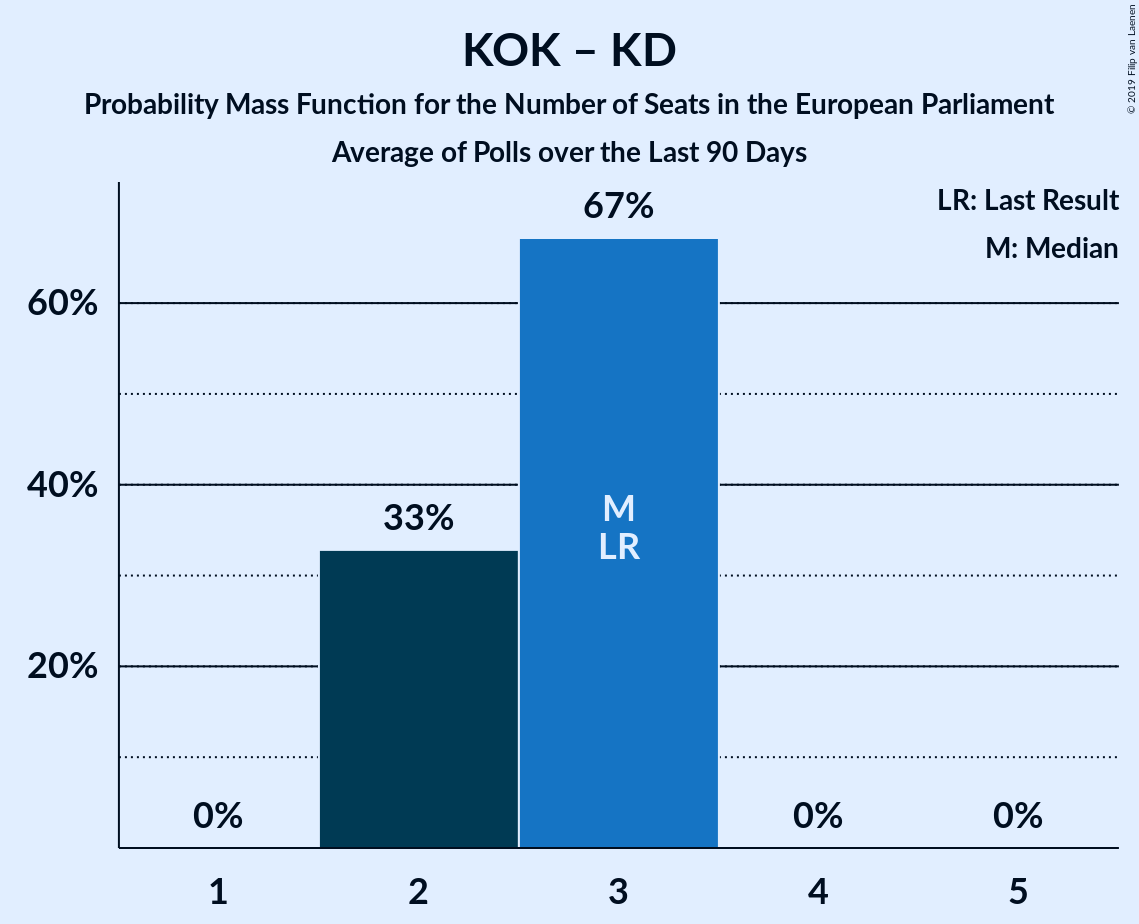 KOK – KD
Probability Mass Function for the Number of Seats in the European Parliament
Average of Polls over the Last 90 Days
© 2019 Filip van Laenen
LR: Last Result
M: Median
67%
60%
40%
33%
M
LR
20%
0%
0%
0%
1
2
3
4
5